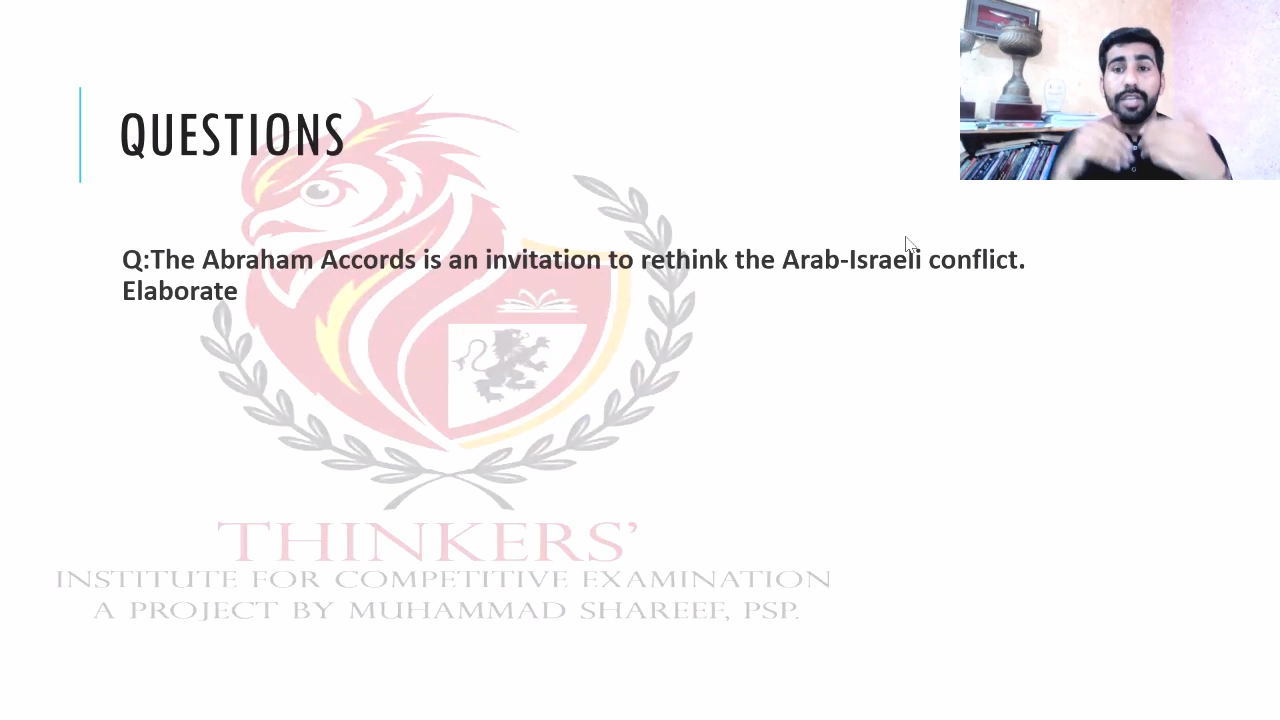 QUESTIONS
Q:The Abraham Accords is an invitation to rethink the Arab-Israeli conflict.
Elaborate
THINKERS’
INSTITUTE FOR COMPETITIVE EXAMINATION
A PROJECT BY MUHAMMAD SHAREEF, PSP.